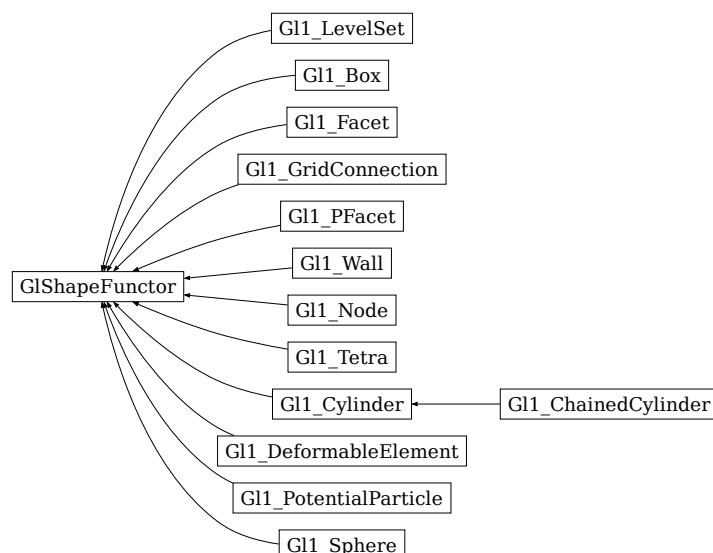 Gl1_LevelSet
Gl1_Box
Gl1_Facet
Gl1_GridConnection
Gl1_PFacet
Gl1_Wall
GlShapeFunctor
Gl1_Node
Gl1_Tetra
Gl1_Cylinder
Gl1_ChainedCylinder
Gl1_DeformableElement
Gl1_PotentialParticle
Gl1_Sphere